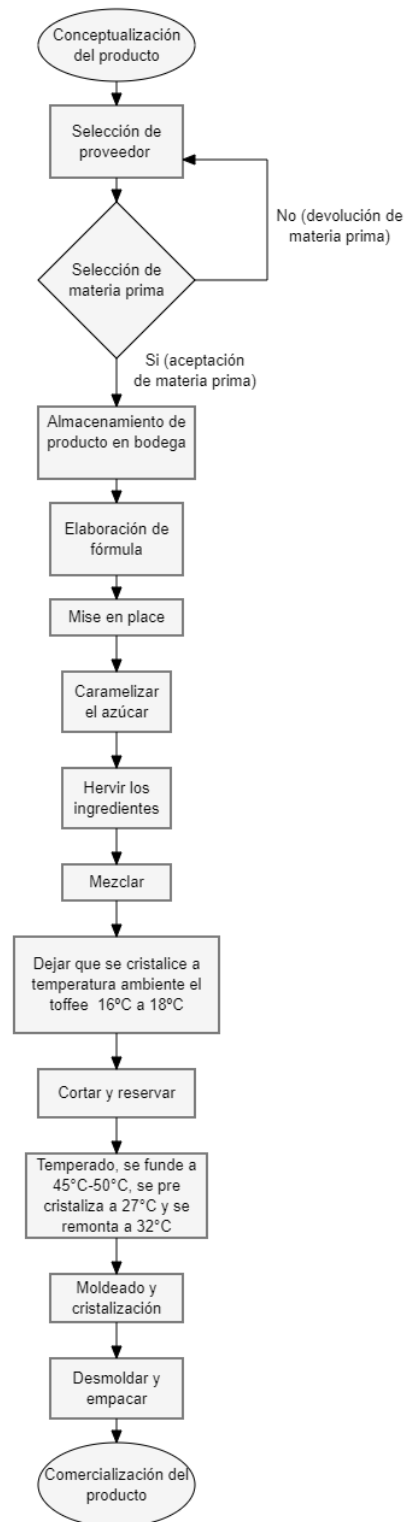 Conceptualización
del producto
Selección de
proveedor
No (devolución de
materia prima)
Selección de
materia prima
Si (aceptación
de materia prima)
Almacenamiento de
producto en bodega
Elaboración de
fórmula
Mise en place
Caramelizar
el azúcar
Hervir los
ingredientes
Mezclar
Dejar que se cristalice a
temperatura ambiente el
toffee 16ºC a 18ºC
Cortar y reservar
Temperado, se funde a
45°C-50°C, se pre
cristaliza a 27°C y se
remonta a 32°C
Moldeado y
cristalización
Desmoldar y
empacar
Comercialización del
producto